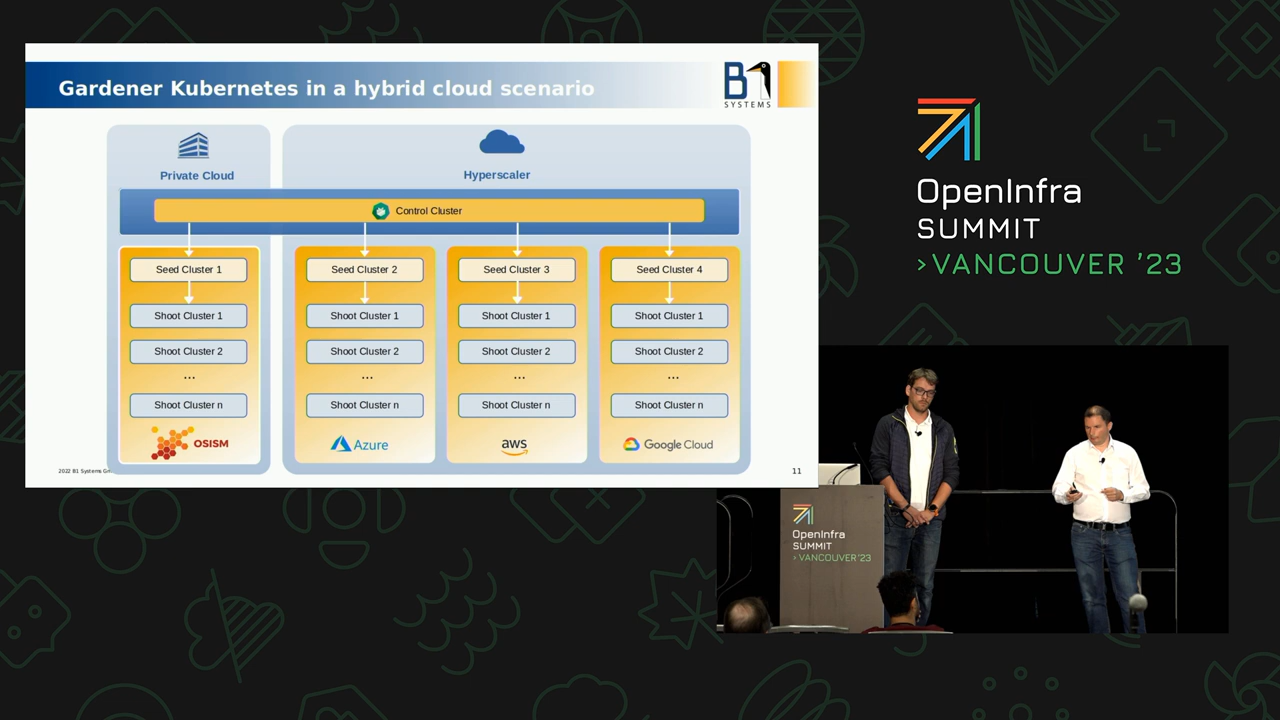 Gardener Kubernetes in a hybrid cloud scenario
B1
SYSTEMS
Private Cloud
Hyperscaler
Control Cluster
Seed Cluster 1
Seed Cluster 2
Seed Cluster 3
Seed Cluster 4
Shoot Cluster 1
Shoot Cluster 1
Shoot Cluster 1
Shoot Cluster 1
Shoot Cluster 2
Shoot Cluster 2
Shoot Cluster 2
Shoot Cluster 2
...
...
...
...
Shoot Cluster n
Shoot Cluster n
Shoot Cluster n
Shoot Cluster n
OSISM
Azure
aws
Google Cloud
2022 B1 Systems Gm
11
OpenInfra
SUMMIT
>VANCOUVER '23
OpenInfra
SUMMIT
>VANCOUVER '23